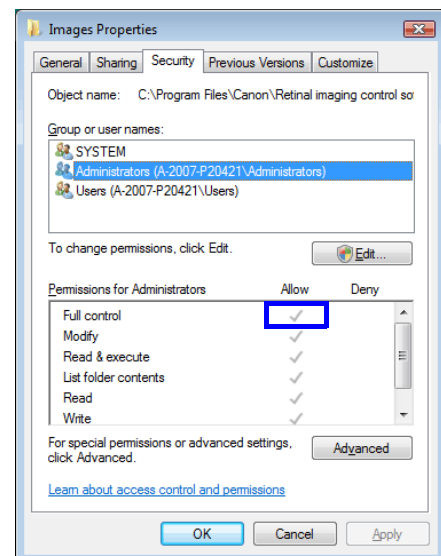 Images Properties
General Sharing Security Previous Versions Customize
Object name: C:\Program Files\Canon\Retinal imaging control so
Group or user names:
SYSTEM
Administrators (A-2007-P20421\Administrators)
Users (A-2007-P20421\Users)
To change permissions, click Edit.
Edit...
Permissions for Administrators Allow Deny
Full control
Modify
Read & execute
List folder contents
Read
Write
For special permissions or advanced settings,
click Advanced.
Advanced
Learn about access control and permissions
OK Cancel Apply